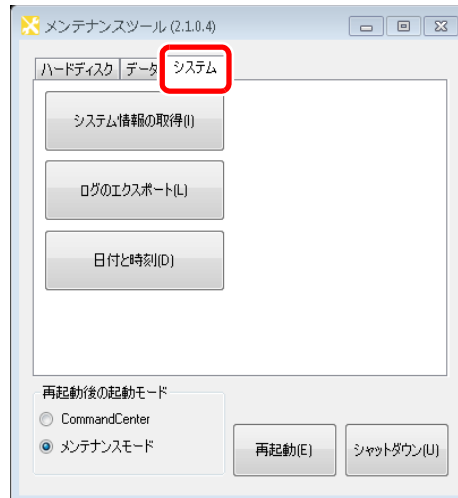 メンテナンスツール (2.1.0.4)
ハードディスク データ システム
システム情報の取得(I)
ログのエクスポート(L)
日付と時刻(D)
再起動後の起動モード
CommandCenter
メンテナンスモード
再起動(E) シャットダウン(U)